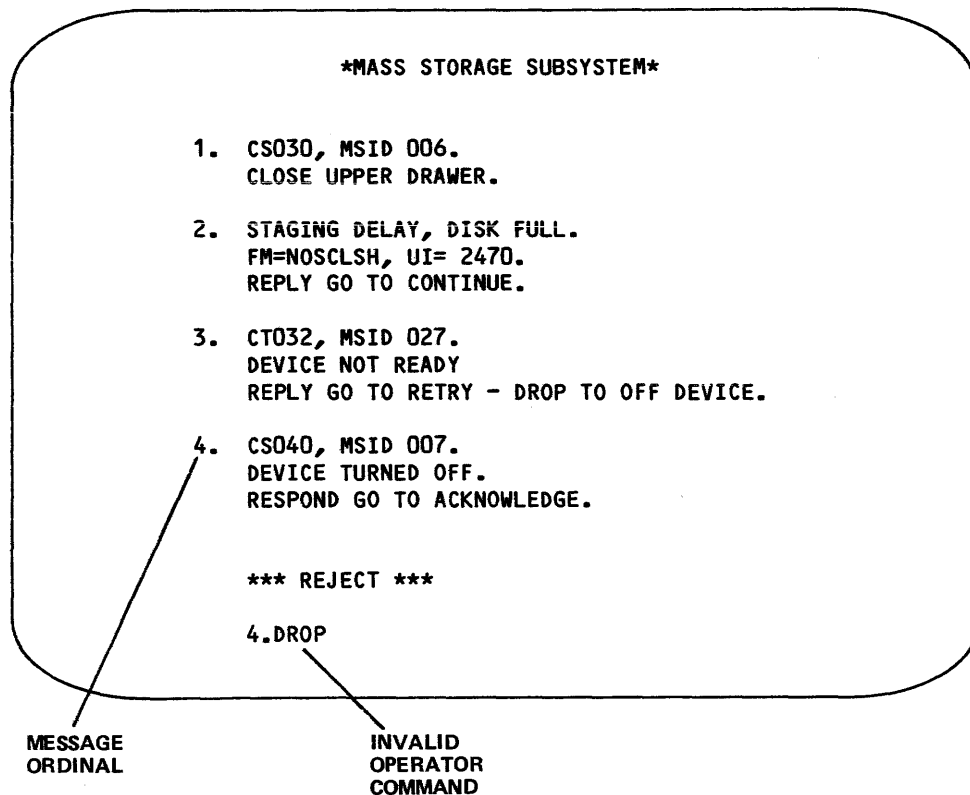 *MASS STORAGE SUBSYSTEM*
1. CS030, MSID 006.
CLOSE UPPER DRAWER.
2. STAGING DELAY, DISK FULL.
FM=NOSCLSH, UI= 2470.
REPLY GO TO CONTINUE.
3. CT032, MSID 027.
DEVICE NOT READY
REPLY GO TO RETRY - DROP TO OFF DEVICE.
4. CS040, MSID 007.
DEVICE TURNED OFF.
RESPOND GO TO ACKNOWLEDGE.
*** REJECT ***
4.DROP
MESSAGE
ORDINAL
INVALID
OPERATOR
COMMAND